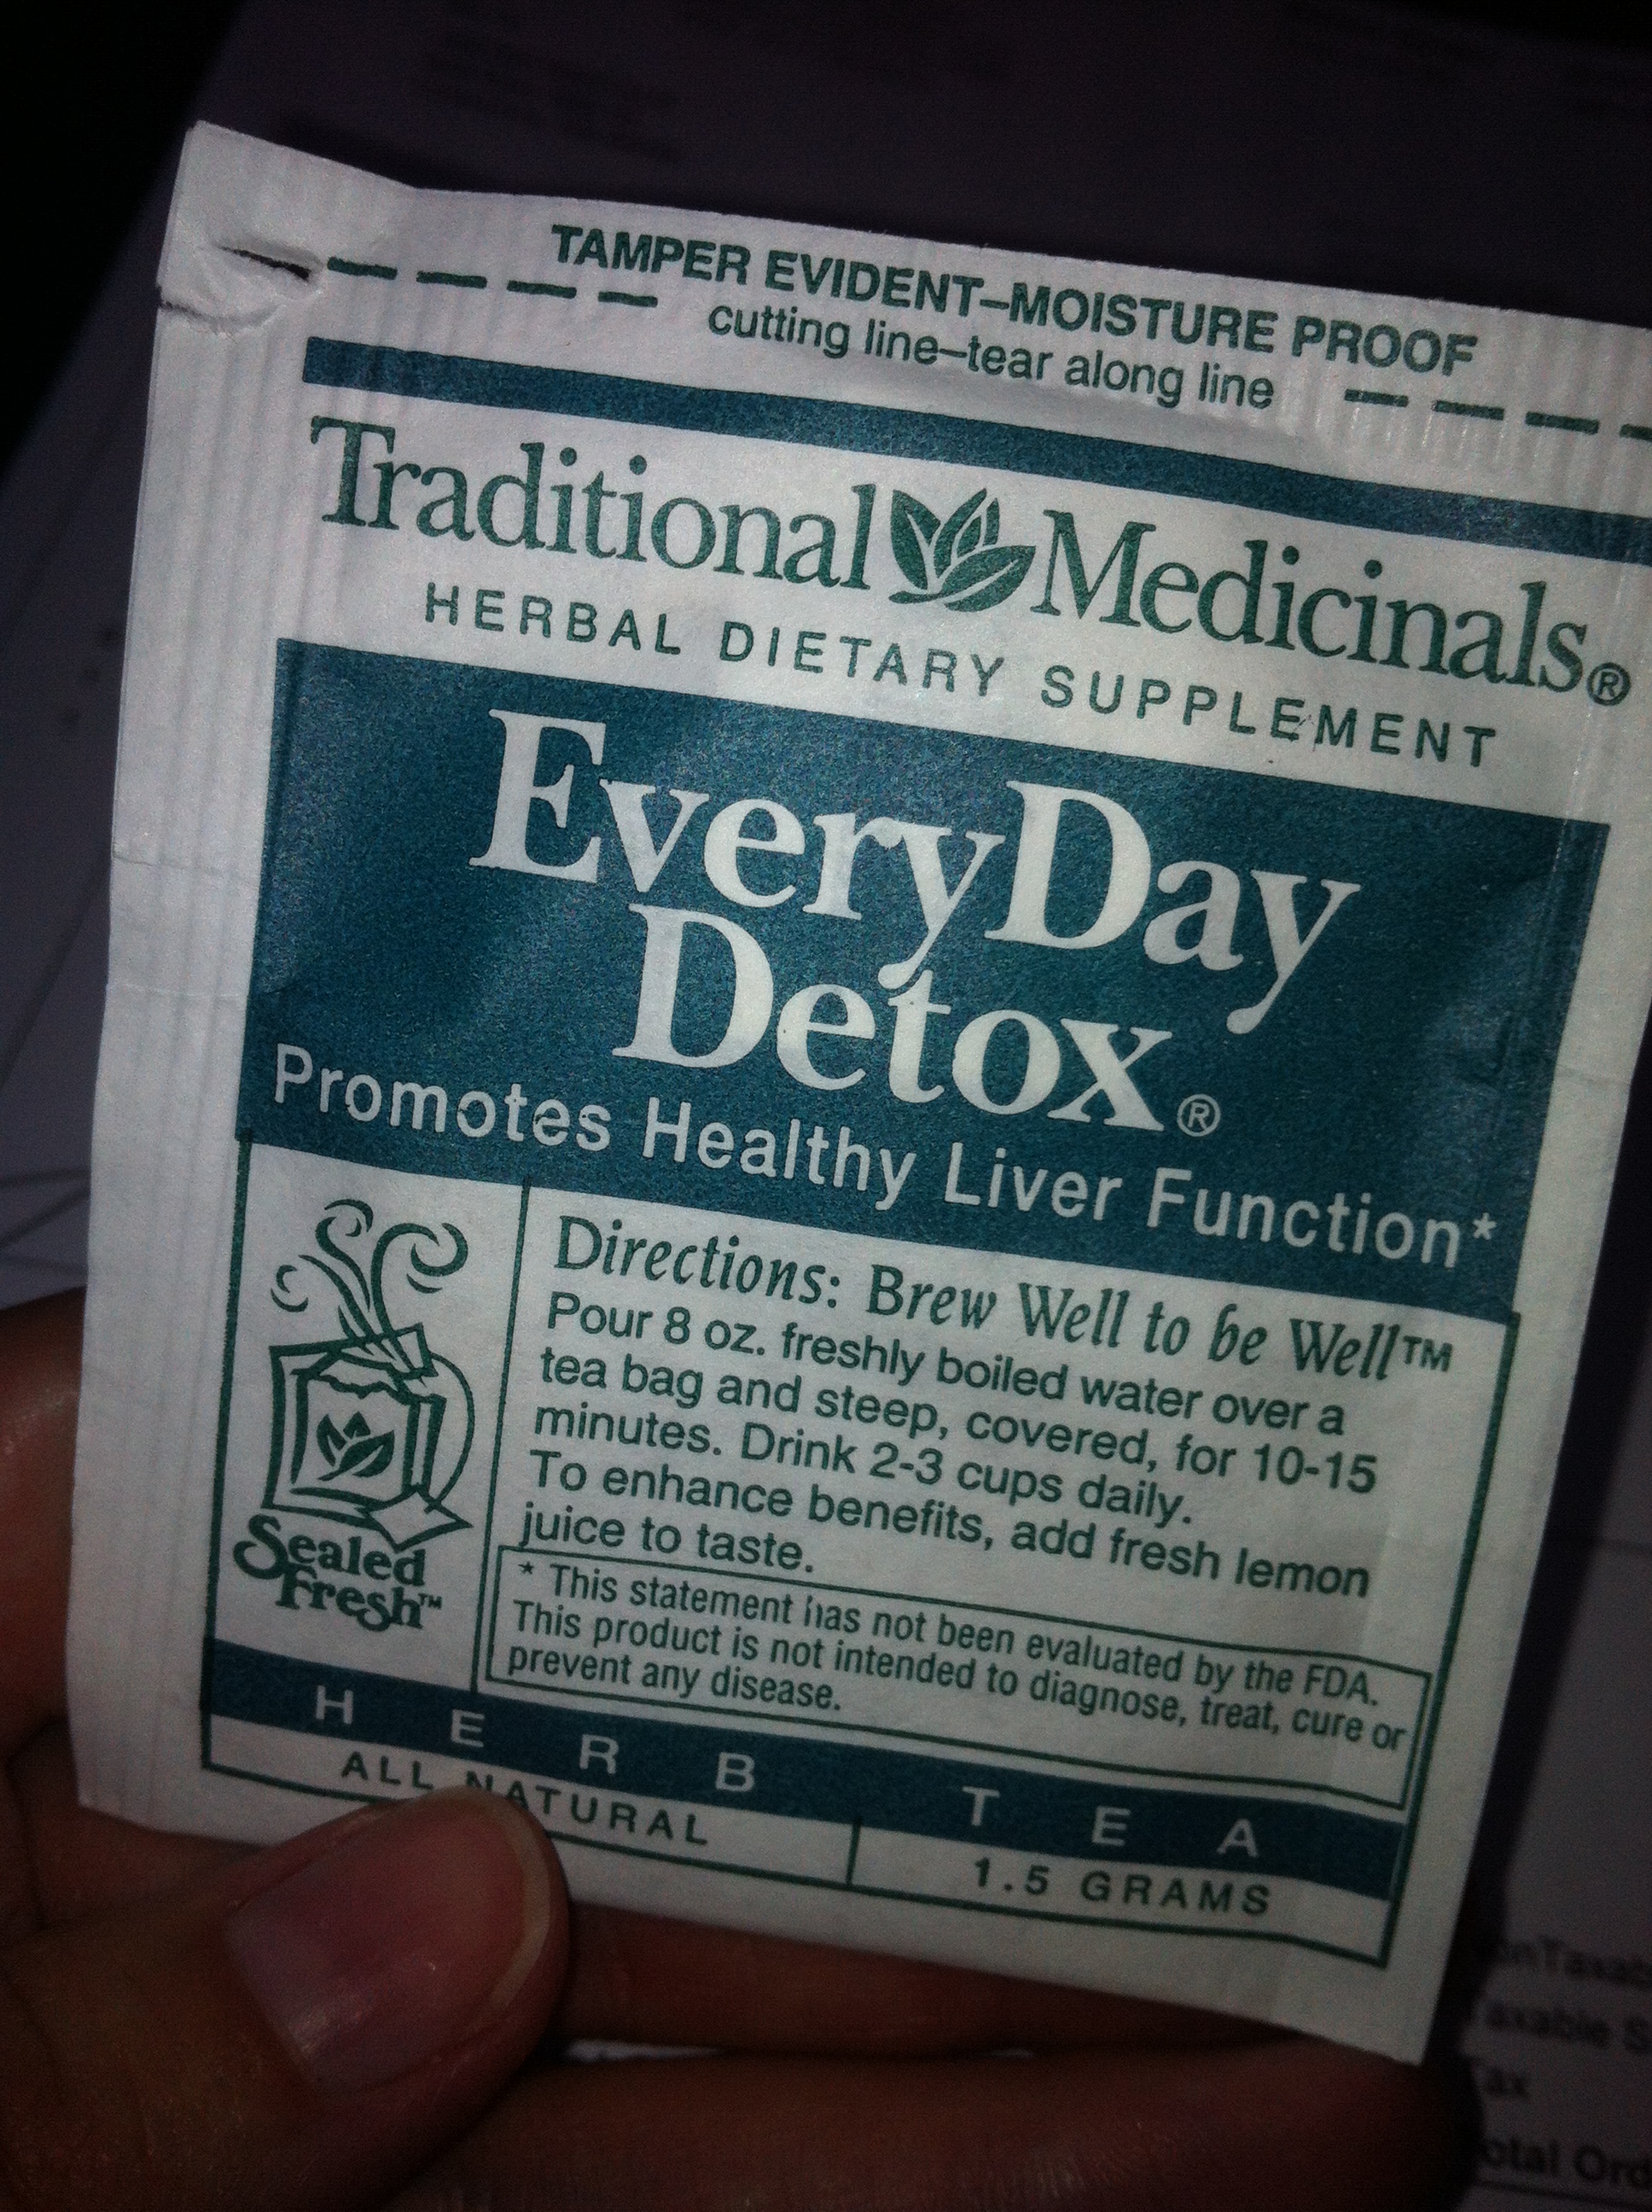 TAMPER EVIDENT–MOISTURE PROOF
cutting line–tear along line
Traditional Medicinals®
HERBAL DIETARY SUPPLEMENT
EveryDay
Detox®
Promotes Healthy Liver Function*
Directions: Brew Well to be Well™
Pour 8 oz. freshly boiled water over a
tea bag and steep, covered, for 10-15
minutes. Drink 2-3 cups daily.
To enhance benefits, add fresh lemon
juice to taste.
Sealed
Fresh™
* This statement has not been evaluated by the FDA.
This product is not intended to diagnose, treat, cure or
prevent any disease.
HERB TEA
ALL NATURAL
1.5 GRAMS